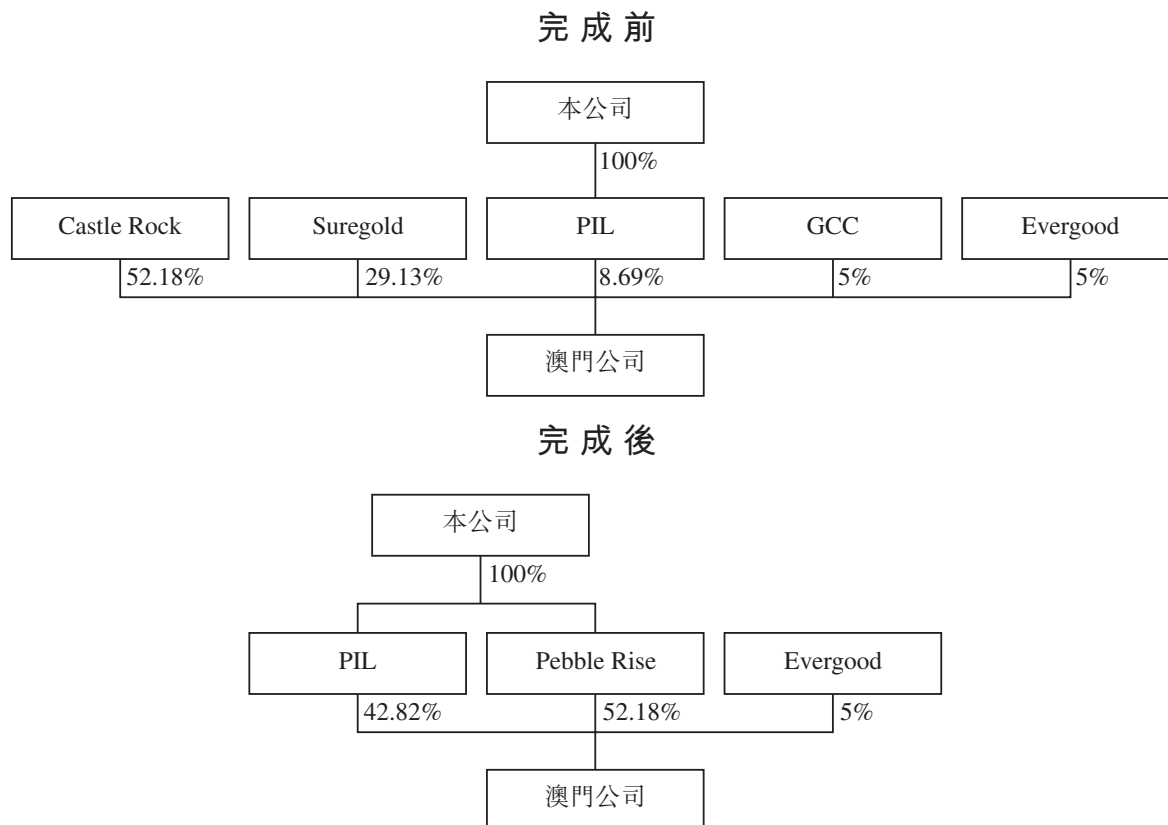 完成前
本公司
100%
Castle Rock
Suregold
PIL
GCC
Evergood
52.18%
29.13%
8.69%
5%
5%
澳門公司
完成後
本公司
100%
PIL
Pebble Rise
Evergood
42.82%
52.18%
5%
澳門公司